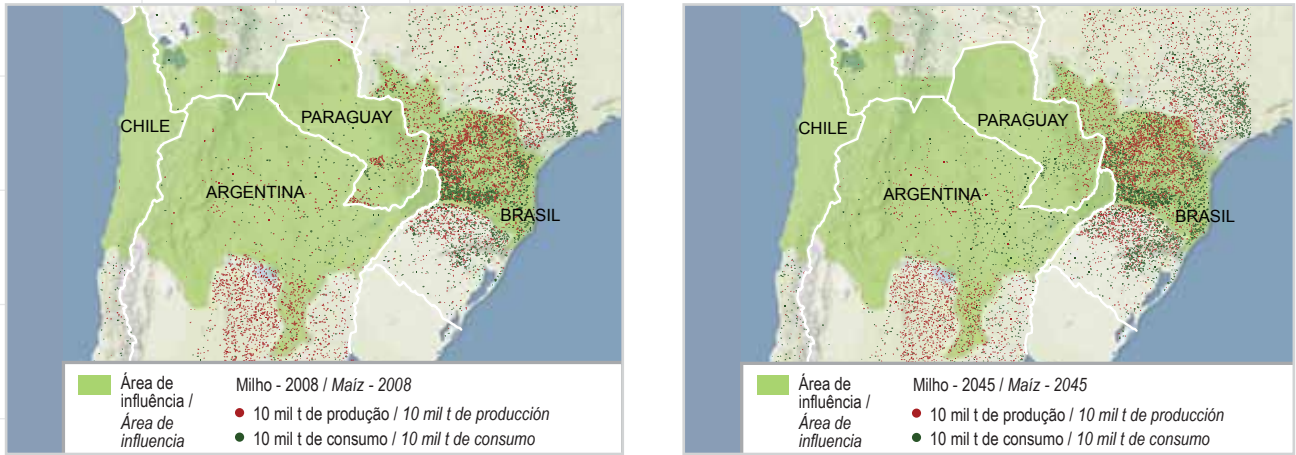 CHILE
PARAGUAY
ARGENTINA
BRASIL
Área de
influência /
Área de
influencia
Milho - 2008 / Maíz - 2008
10 mil t de produção / 10 mil t de producción
10 mil t de consumo / 10 mil t de consumo
CHILE
PARAGUAY
ARGENTINA
BRASIL
Área de
influência /
Área de
influencia
Milho - 2045 / Maíz - 2045
10 mil t de produção / 10 mil t de producción
10 mil t de consumo / 10 mil t de consumo